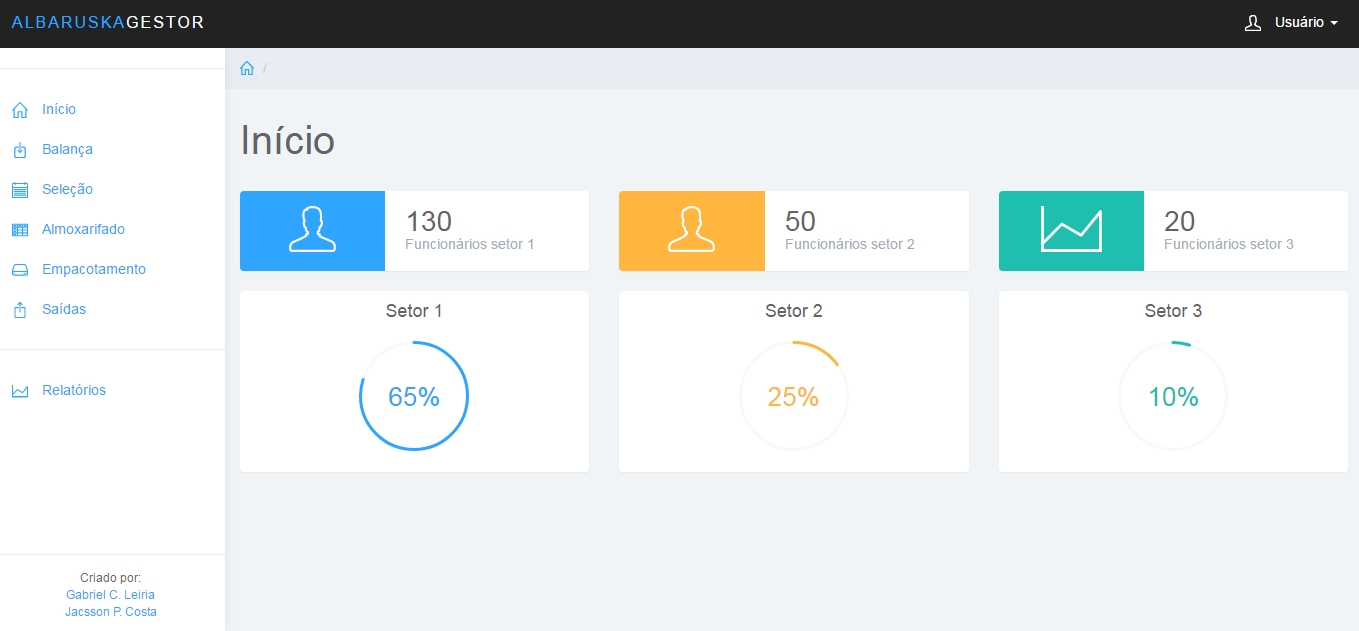 ALBARUSKAGESTOR
Usuário
/
Início
Balança
Seleção
Almoxarifado
Empacotamento
Saídas
Relatórios
Criado por:
Gabriel C. Leiria
Jacsson P. Costa
Início
130
Funcionários setor 1
50
Funcionários setor 2
20
Funcionários setor 3
Setor 1
65%
Setor 2
25%
Setor 3
10%